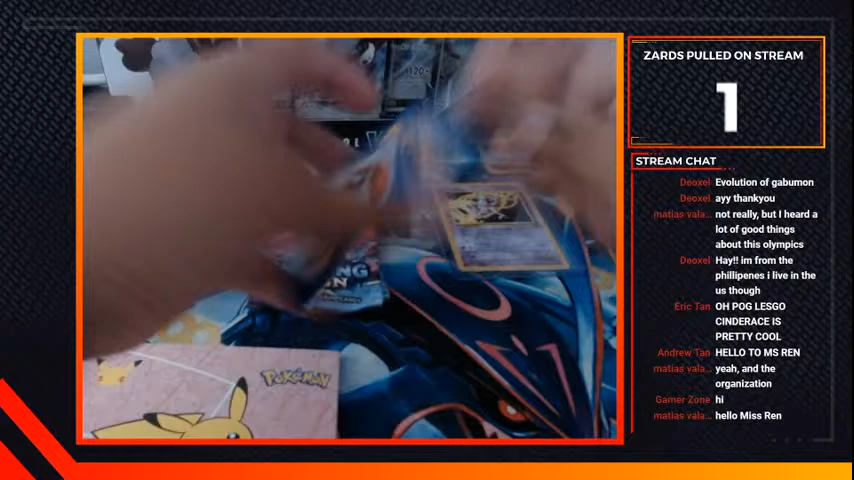 ZARDS PULLED ON STREAM
1
STREAM CHAT
Deoxel Evolution of gabumon
Deoxel ayy thankyou
matias vala... not really, but I heard a
lot of good things
about this olympics
Deoxel Hay!! im from the
phillipenes i live in the
us though
Eric Tan OH POG LESGO
CINDERACE IS
PRETTY COOL
Andrew Tan HELLO TO MS REN
matias vala... yeah, and the
organization
Gamer Zone hi
matias vala... hello Miss Ren
POKéMON